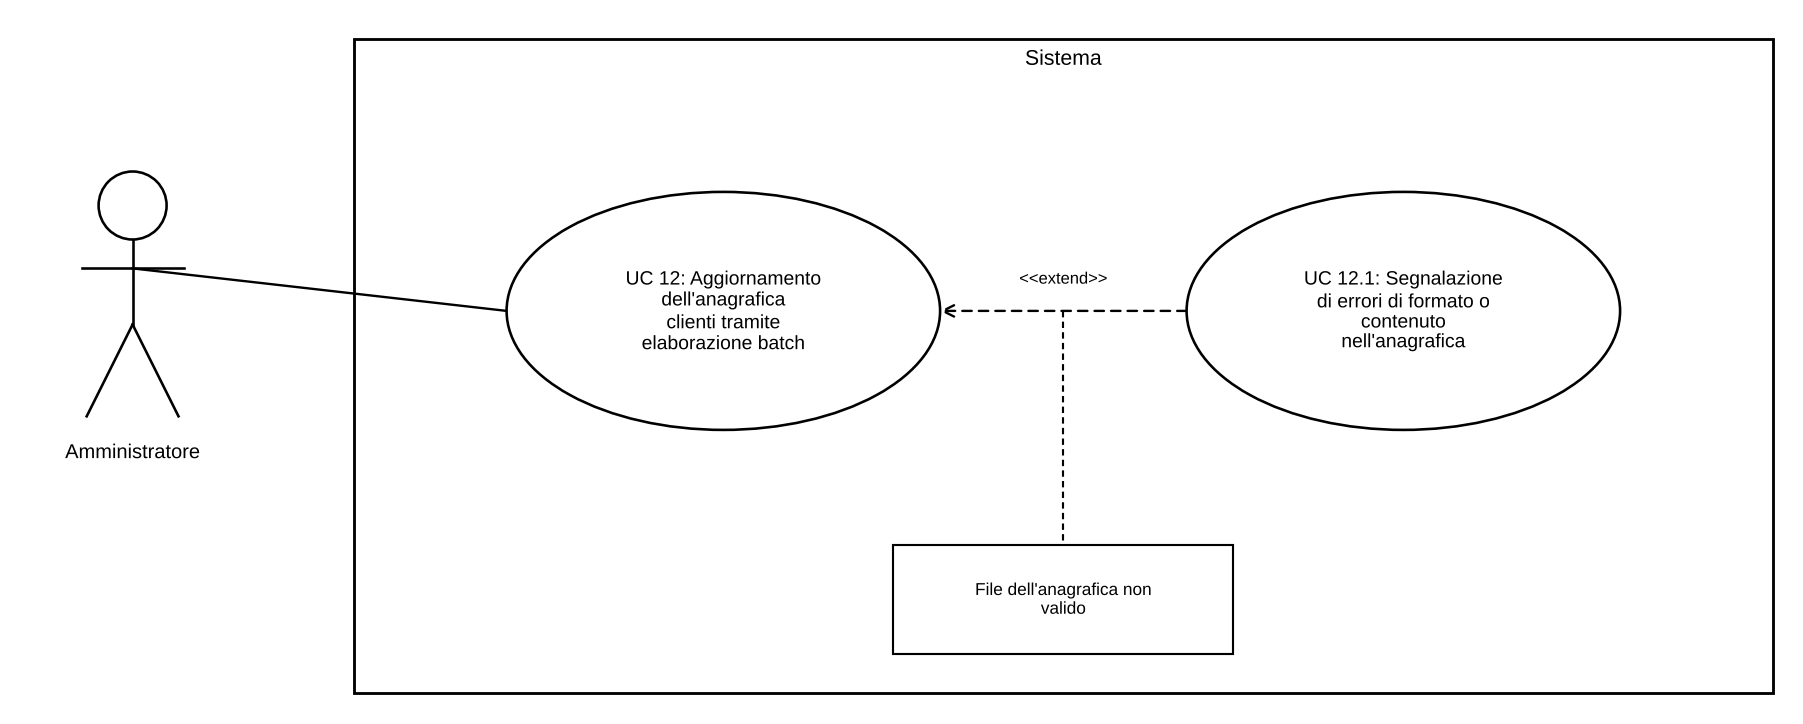 Sistema
UC 12: Aggiornamento
dell'anagrafica
clienti tramite
elaborazione batch
<<extend>>
UC 12.1: Segnalazione
di errori di formato o
contenuto
nell'anagrafica
Amministratore
File dell'anagrafica non
valido